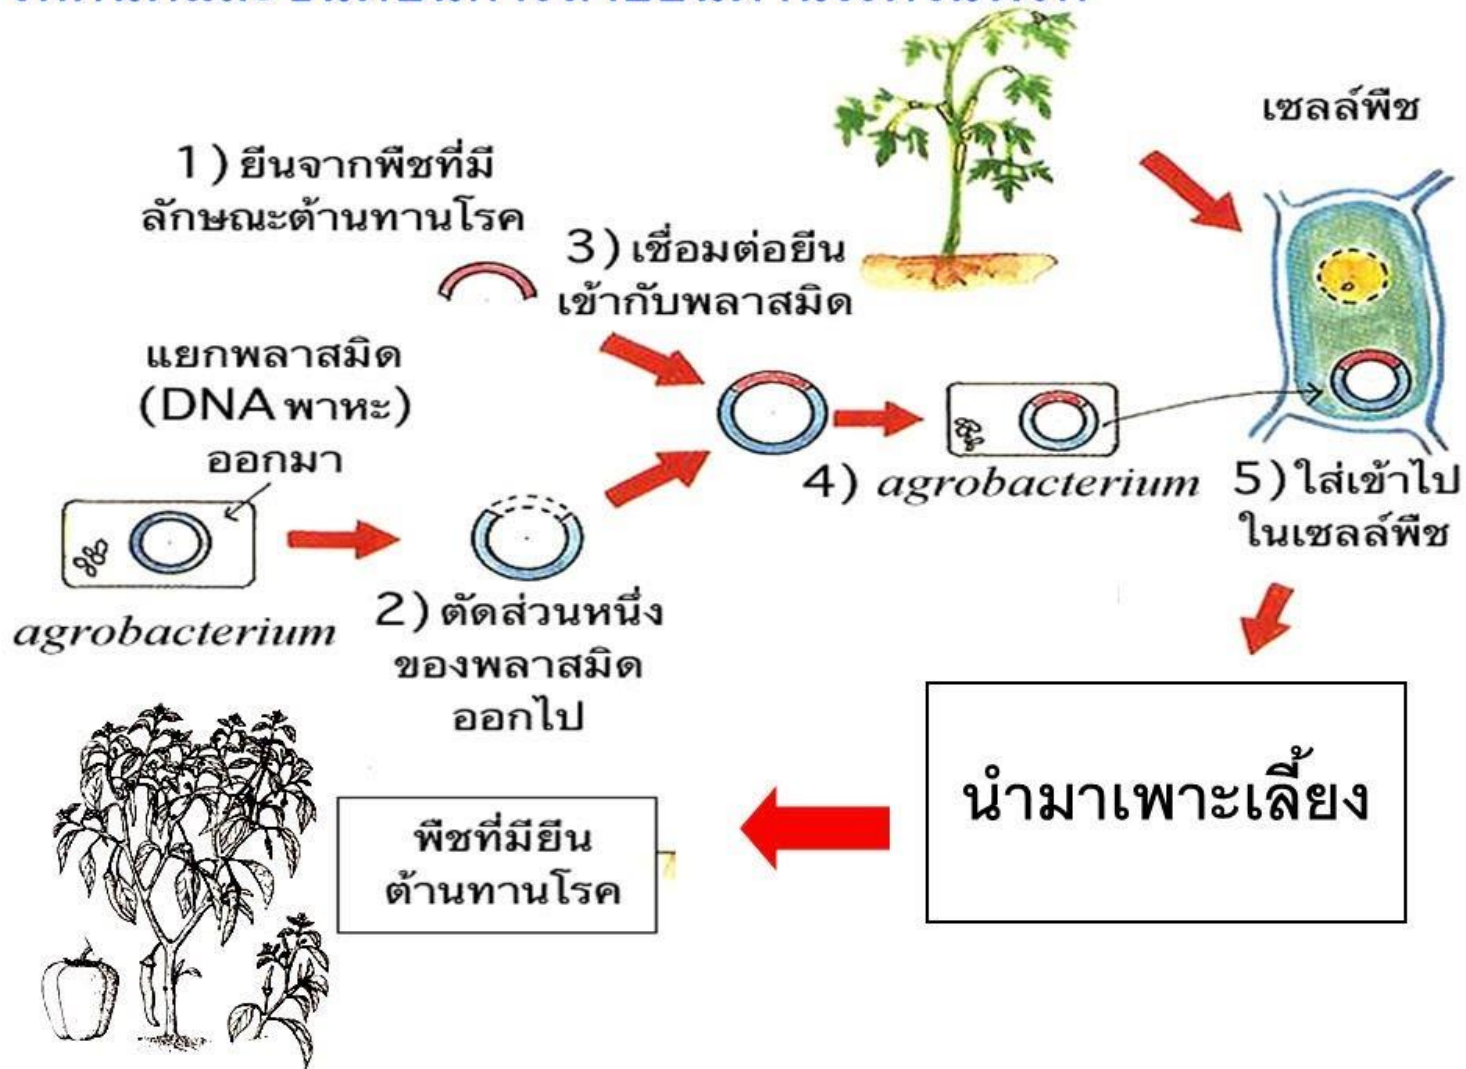 1) ยีนจากพืชที่มี
ลักษณะต้านทานโรค
3) เชื่อมต่อยีน
เข้ากับพลาสมิด
เซลล์พืช
แยกพลาสมิด
(DNA พาหะ)
ออกมา
agrobacterium
2) ตัดส่วนหนึ่ง
ของพลาสมิด
ออกไป
4) agrobacterium
5) ใส่เข้าไป
ในเซลล์พืช
นำมาเพาะเลี้ยง
พืชที่มียีน
ต้านทานโรค